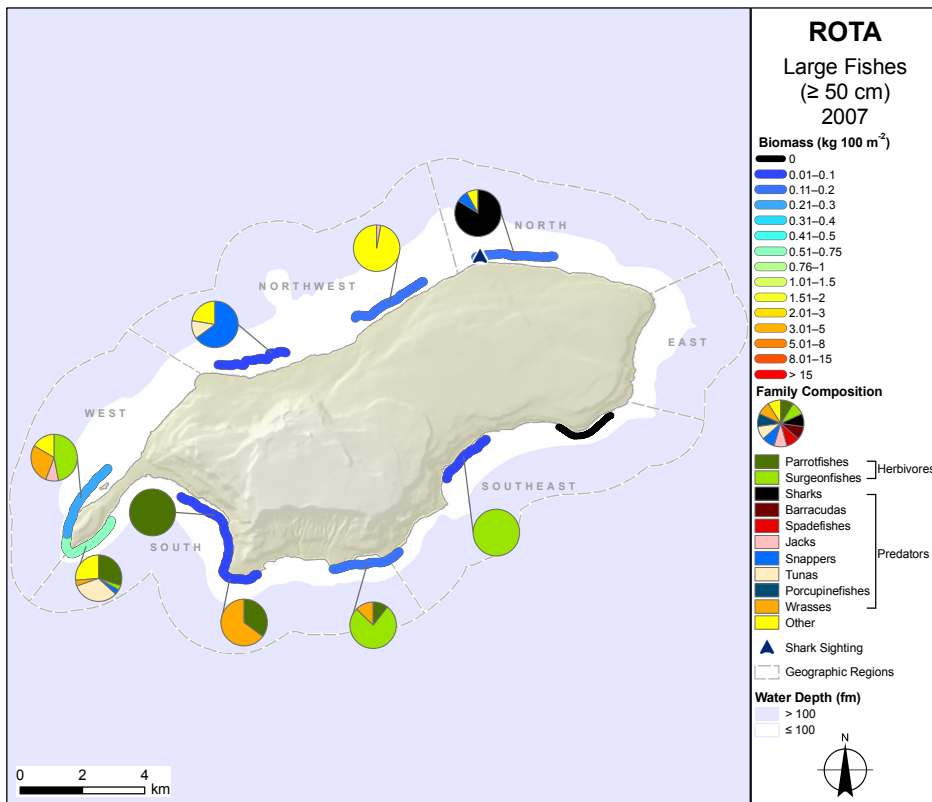 ROTA
Large Fishes
(≥ 50 cm)
2007
Biomass (kg 100 m⁻²)
0
0.01–0.1
0.11–0.2
0.21–0.3
0.31–0.4
0.41–0.5
0.51–0.75
0.76–1
1.01–1.5
1.51–2
2.01–3
3.01–5
5.01–8
8.01–15
> 15
Family Composition
Parrotfishes
Surgeonfishes
Herbivores
Sharks
Barracudas
Spadefishes
Jacks
Snappers
Predators
Tunas
Porcupinefishes
Wrasses
Other
Shark Sighting
Geographic Regions
Water Depth (fm)
> 100
≤ 100
N
NORTH
NORTHWEST
EAST
WEST
SOUTHEAST
SOUTH
0 2 4
km